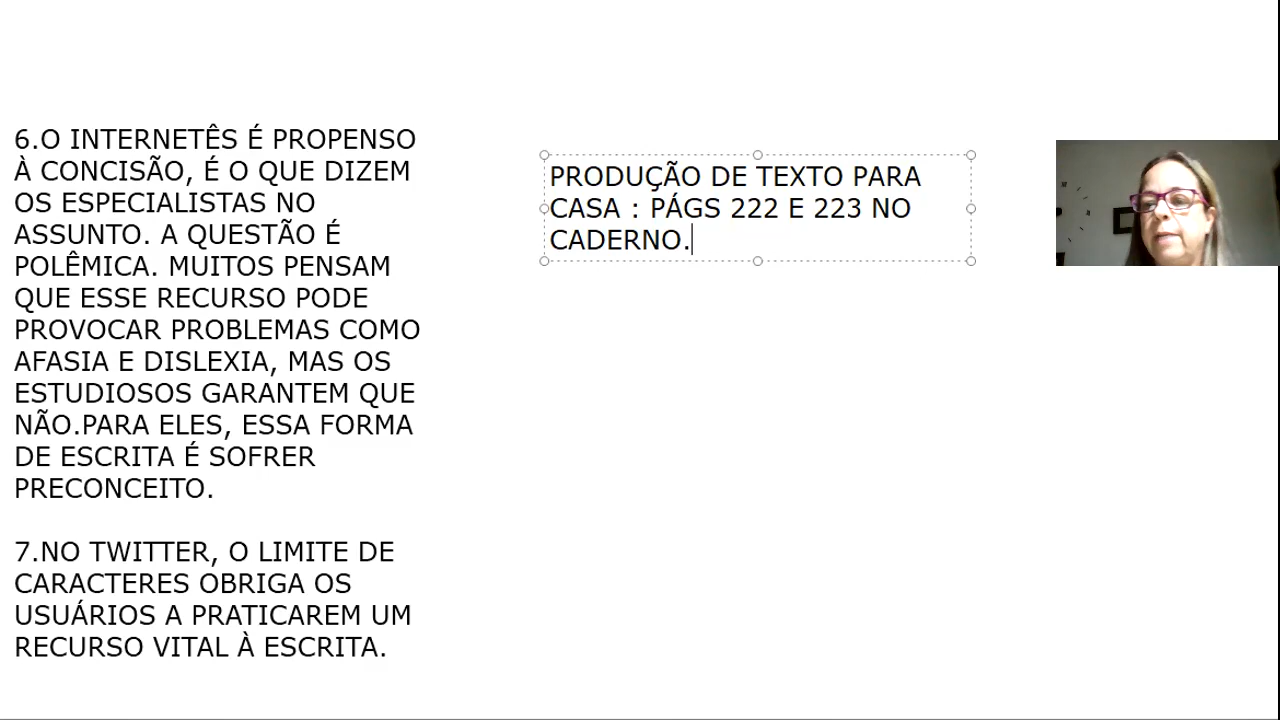 6.O INTERNETÊS É PROPENSO
À CONCISÃO, É O QUE DIZEM
OS ESPECIALISTAS NO
ASSUNTO. A QUESTÃO É
POLÊMICA. MUITOS PENSAM
QUE ESSE RECURSO PODE
PROVOCAR PROBLEMAS COMO
AFASIA E DISLEXIA, MAS OS
ESTUDIOSOS GARANTEM QUE
NÃO.PARA ELES, ESSA FORMA
DE ESCRITA É SOFRER
PRECONCEITO.
7.NO TWITTER, O LIMITE DE
CARACTERES OBRIGA OS
USUÁRIOS A PRATICAREM UM
RECURSO VITAL À ESCRITA.
PRODUÇÃO DE TEXTO PARA
CASA : PÁGS 222 E 223 NO
CADERNO.